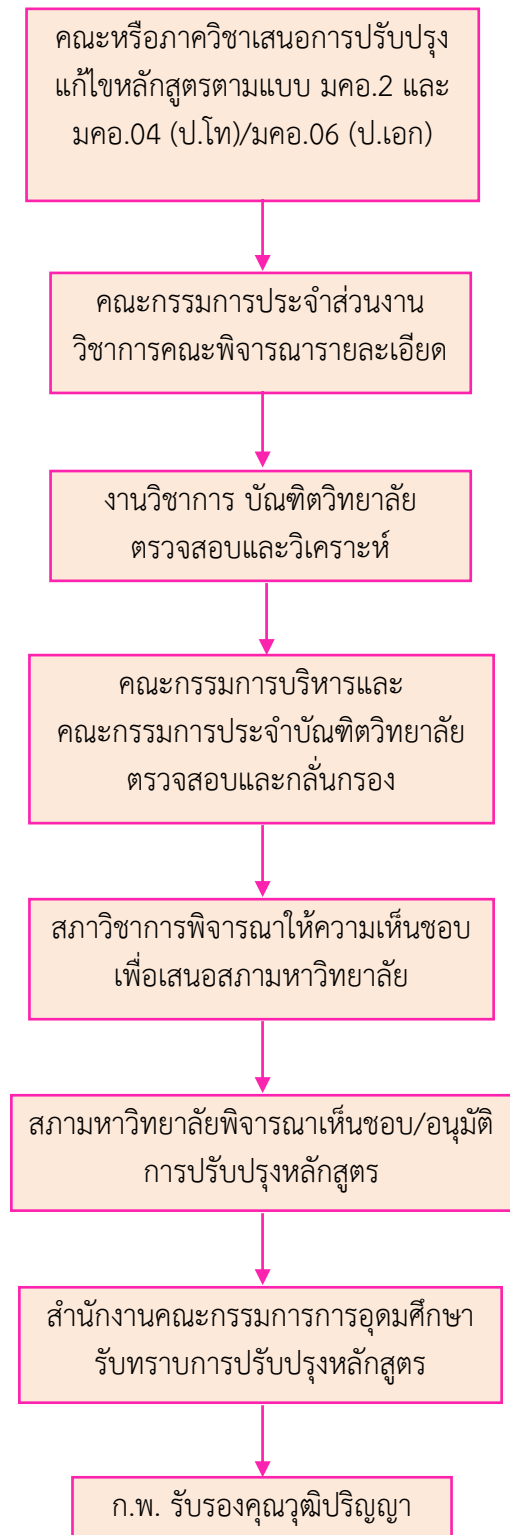 คณะหรือภาควิชาเสนอการปรับปรุง
แก้ไขหลักสูตรตามแบบ มคอ.2 และ
มคอ.04 (ป.โท)/มคอ.06 (ป.เอก)
คณะกรรมการประจำส่วนงาน
วิชาการคณะพิจารณารายละเอียด
งานวิชาการ บัณฑิตวิทยาลัย
ตรวจสอบและวิเคราะห์
คณะกรรมการบริหารและ
คณะกรรมการประจำบัณฑิตวิทยาลัย
ตรวจสอบและกลั่นกรอง
สภาวิชาการพิจารณาให้ความเห็นชอบ
เพื่อเสนอสภามหาวิทยาลัย
สภามหาวิทยาลัยพิจารณาเห็นชอบ/อนุมัติ
การปรับปรุงหลักสูตร
สำนักงานคณะกรรมการการอุดมศึกษา
รับทราบการปรับปรุงหลักสูตร
ก.พ. รับรองคุณวุฒิปริญญา